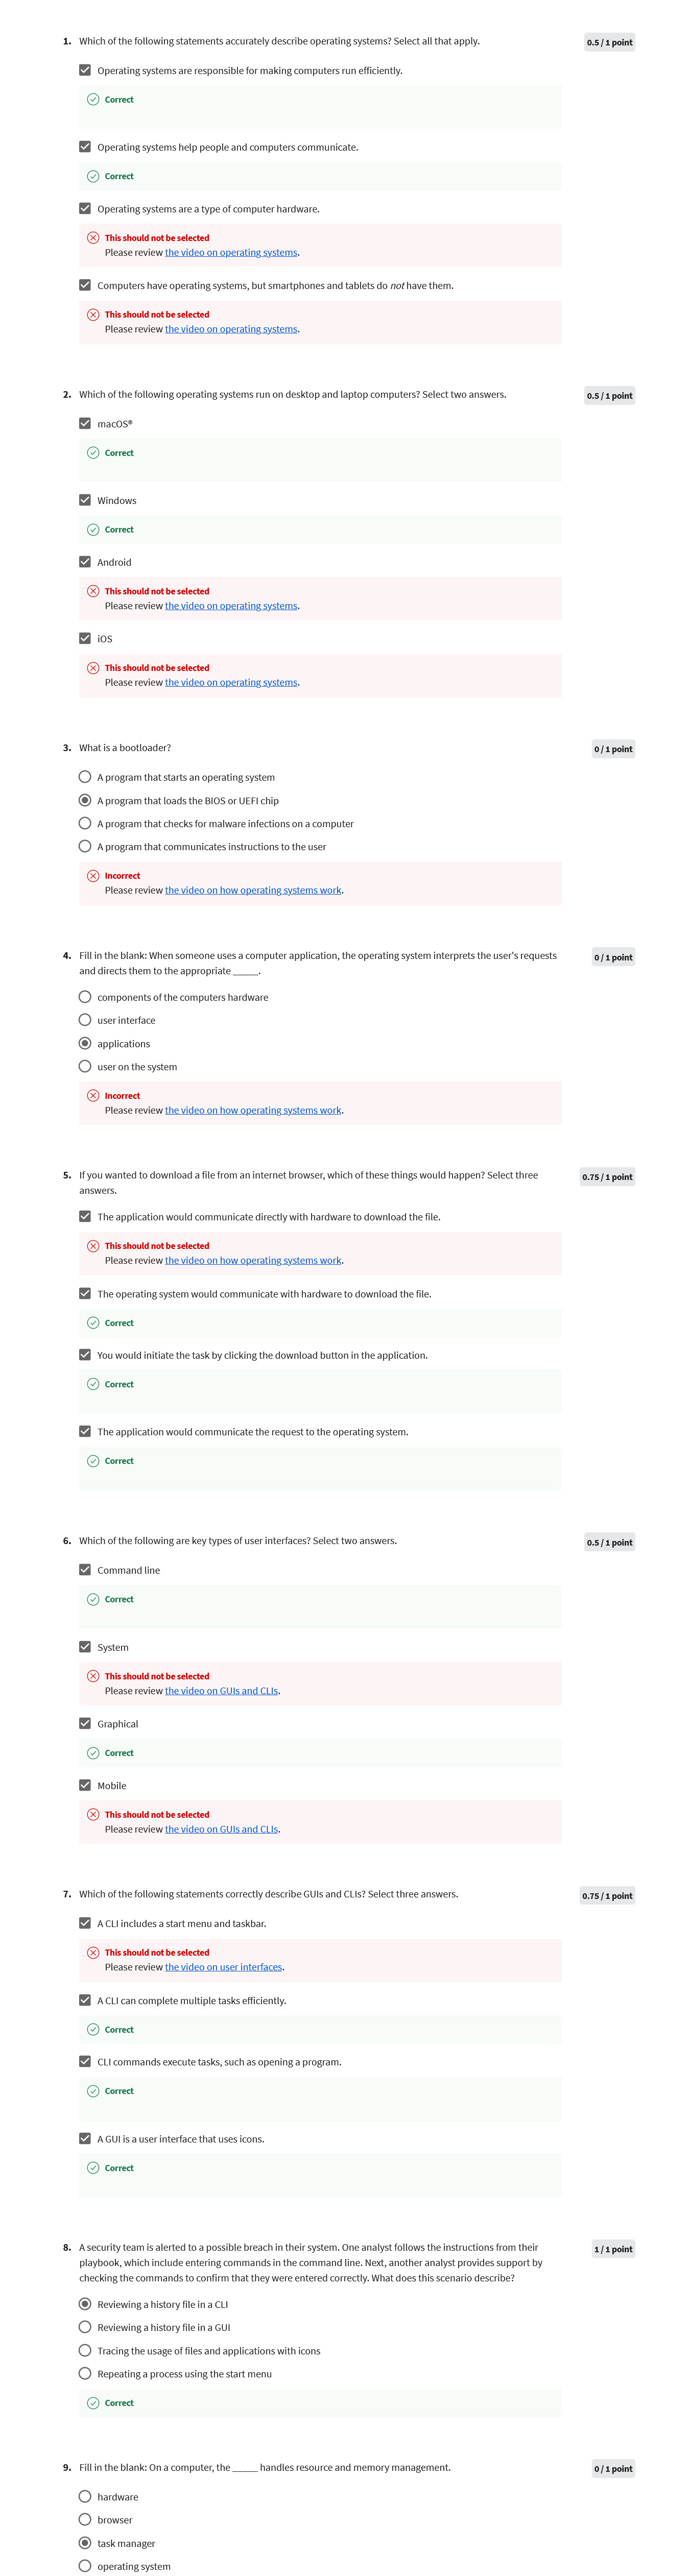 1. Which of the following statements accurately describe operating systems? Select all that apply.
0.5 / 1 point
Operating systems are responsible for making computers run efficiently.
Correct
Operating systems help people and computers communicate.
Correct
Operating systems are a type of computer hardware.
This should not be selected
Please review the video on operating systems.
Computers have operating systems, but smartphones and tablets do not have them.
This should not be selected
Please review the video on operating systems.
2. Which of the following operating systems run on desktop and laptop computers? Select two answers.
0.5 / 1 point
macOS®
Correct
Windows
Correct
Android
This should not be selected
Please review the video on operating systems.
iOS
This should not be selected
Please review the video on operating systems.
3. What is a bootloader?
0 / 1 point
A program that starts an operating system
A program that loads the BIOS or UEFI chip
A program that checks for malware infections on a computer
A program that communicates instructions to the user
Incorrect
Please review the video on how operating systems work.
4. Fill in the blank: When someone uses a computer application, the operating system interprets the user's requests
and directs them to the appropriate _____.
0 / 1 point
components of the computers hardware
user interface
applications
user on the system
Incorrect
Please review the video on how operating systems work.
5. If you wanted to download a file from an internet browser, which of these things would happen? Select three
answers.
0.75 / 1 point
The application would communicate directly with hardware to download the file.
This should not be selected
Please review the video on how operating systems work.
The operating system would communicate with hardware to download the file.
Correct
You would initiate the task by clicking the download button in the application.
Correct
The application would communicate the request to the operating system.
Correct
6. Which of the following are key types of user interfaces? Select two answers.
0.5 / 1 point
Command line
Correct
System
This should not be selected
Please review the video on GUIs and CLIs.
Graphical
Correct
Mobile
This should not be selected
Please review the video on GUIs and CLIs.
7. Which of the following statements correctly describe GUIs and CLIs? Select three answers.
0.75 / 1 point
A CLI includes a start menu and taskbar.
This should not be selected
Please review the video on user interfaces.
A CLI can complete multiple tasks efficiently.
Correct
CLI commands execute tasks, such as opening a program.
Correct
A GUI is a user interface that uses icons.
Correct
8. A security team is alerted to a possible breach in their system. One analyst follows the instructions from their
playbook, which include entering commands in the command line. Next, another analyst provides support by
checking the commands to confirm that they were entered correctly. What does this scenario describe?
1 / 1 point
Reviewing a history file in a CLI
Reviewing a history file in a GUI
Tracing the usage of files and applications with icons
Repeating a process using the start menu
Correct
9. Fill in the blank: On a computer, the _____ handles resource and memory management.
0 / 1 point
hardware
browser
task manager
operating system